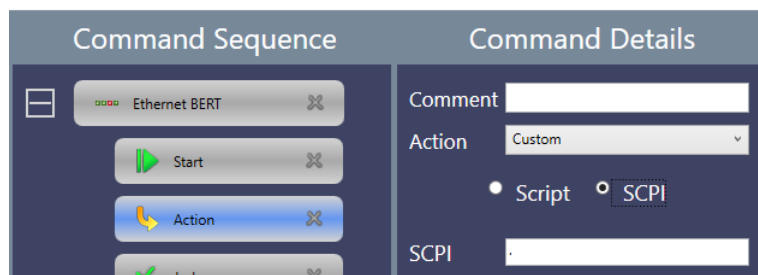 Command Sequence
Command Details
Ethernet BERT
Comment
Start
Action
Custom
Script
SCPI
Action
SCPI